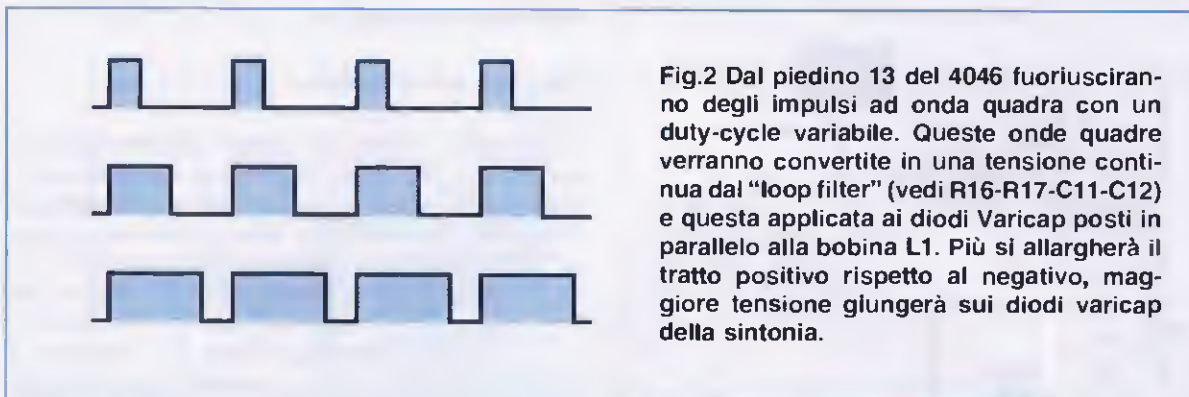 Fig.2 Dal piedino 13 del 4046 fuoriusciran-
no degli impulsi ad onda quadra con un
duty-cycle variabile. Queste onde quadre
verranno convertite in una tensione conti-
nua dal "loop filter" (vedi R16-R17-C11-C12)
e questa applicata ai diodi Varicap posti in
parallelo alla bobina L1. Più si allargherà il
tratto positivo rispetto al negativo, mag-
giore tensione giungerà sui diodi varicap
della sintonia.